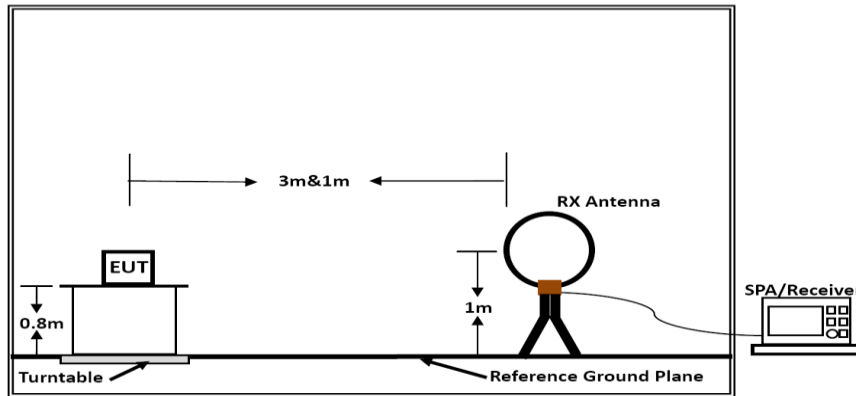 3m&1m
RX Antenna
EUT
SPA/Receiver
0.8m
1m
Turntable
Reference Ground Plane